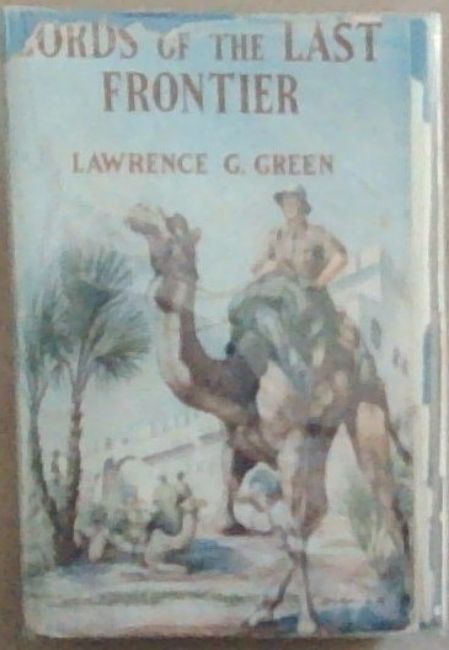 LORDS OF THE LAST
FRONTIER
LAWRENCE G. GREEN